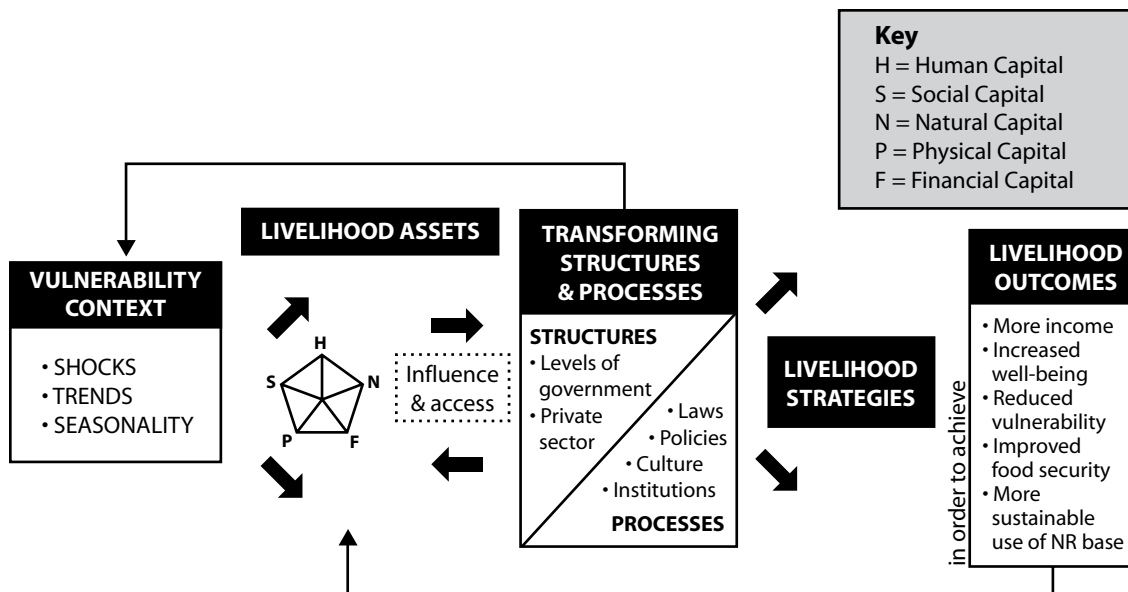 Key
H = Human Capital
S = Social Capital
N = Natural Capital
P = Physical Capital
F = Financial Capital
VULNERABILITY
CONTEXT
• SHOCKS
• TRENDS
• SEASONALITY
LIVELIHOOD ASSETS
H
S
N
P
F
Influence
& access
TRANSFORMING
STRUCTURES
& PROCESSES
STRUCTURES
• Levels of
government
• Private
sector
• Laws
• Policies
• Culture
• Institutions
PROCESSES
LIVELIHOOD
STRATEGIES
in order to achieve
LIVELIHOOD
OUTCOMES
• More income
• Increased
well-being
• Reduced
vulnerability
• Improved
food security
• More
sustainable
use of NR base